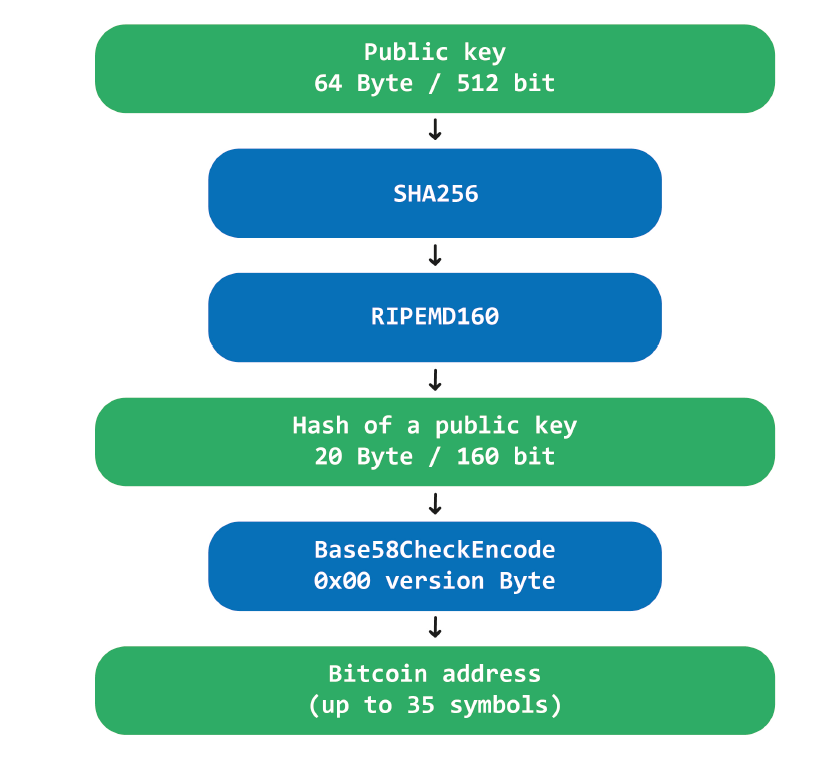 Public key
64 Byte / 512 bit
SHA256
RIPEMD160
Hash of a public key
20 Byte / 160 bit
Base58CheckEncode
0x00 version Byte
Bitcoin address
(up to 35 symbols)